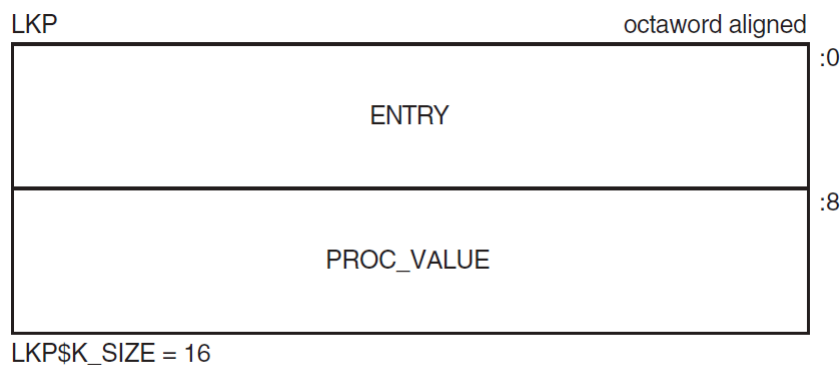 LKP octaword aligned
:0
ENTRY
:8
PROC_VALUE
LKP$K_SIZE = 16